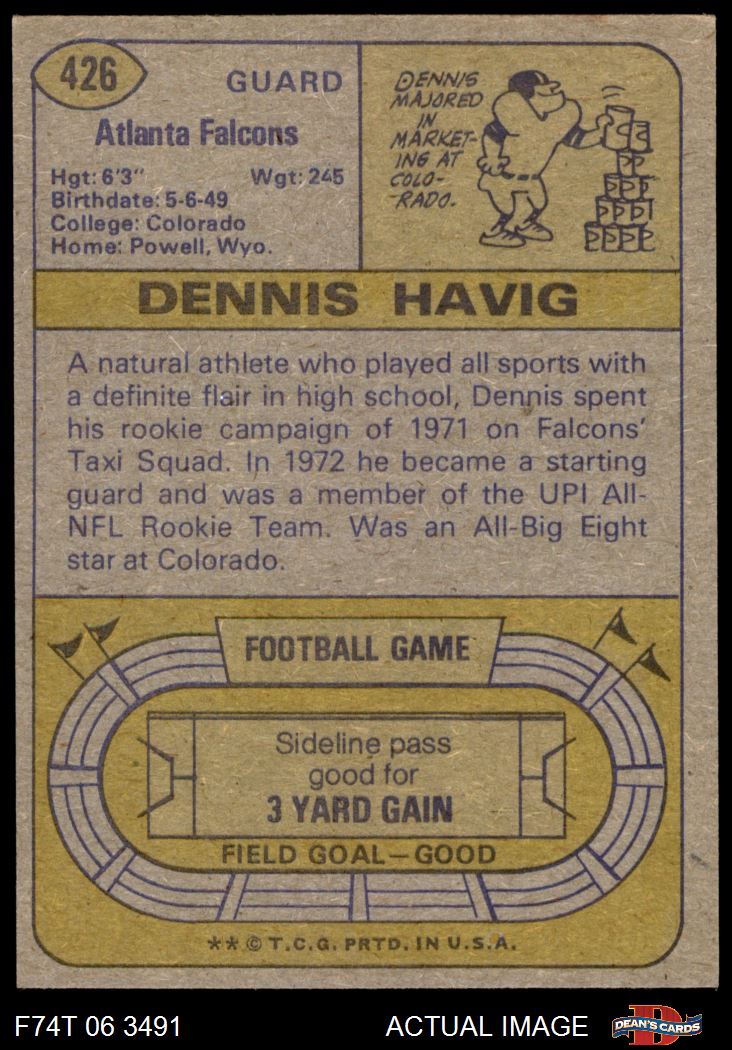 426
GUARD
Atlanta Falcons
Hgt: 6'3" Wgt: 245
Birthdate: 5-6-49
College: Colorado
Home: Powell, Wyo.
DENNIS
MAJORED
IN
MARKET-
ING AT
COLO-
-RADO.
DENNIS HAVIG
A natural athlete who played all sports with
a definite flair in high school, Dennis spent
his rookie campaign of 1971 on Falcons'
Taxi Squad. In 1972 he became a starting
guard and was a member of the UPI All-
NFL Rookie Team. Was an All-Big Eight
star at Colorado.
FOOTBALL GAME
Sideline pass
good for
3 YARD GAIN
FIELD GOAL—GOOD
** © T.C.G. PRTD. IN U.S.A.
F74T 06 3491 ACTUAL IMAGE
DEAN'S CARDS